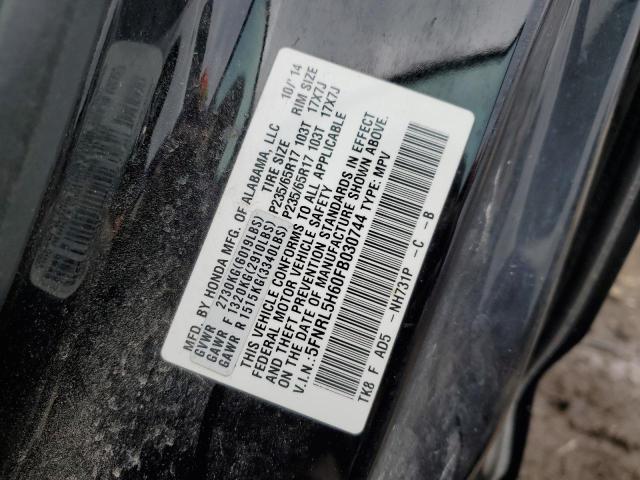 MFD. BY HONDA MFG. OF ALABAMA, LLC 10/'14
TIRE SIZE RIM SIZE
GVWR 2730KG(6019LBS)
GAWR F 1320KG(2910LBS) P235/65R17 103T 17X7J
GAWR R 1515KG(3340LBS) P235/65R17 103T 17X7J
THIS VEHICLE CONFORMS TO ALL APPLICABLE
FEDERAL MOTOR VEHICLE SAFETY
AND THEFT PREVENTION STANDARDS IN EFFECT
ON THE DATE OF MANUFACTURE SHOWN ABOVE.
V.I.N.:5FNRL5H60FB030744 TYPE: MPV
TK8 F AD5 -NH731P -C -B